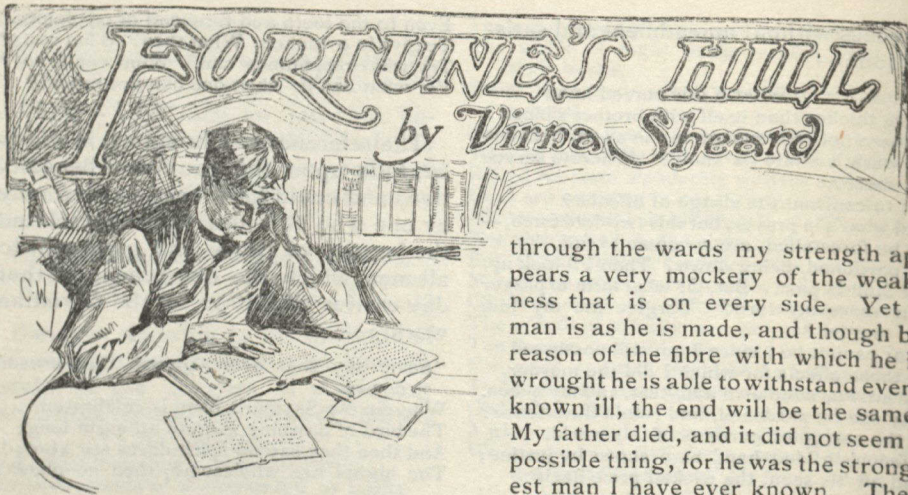 FORTUNE'S HILL
by Virna Sheard
C.W.J.
through the wards my strength ap
pears a very mockery of the weak
ness that is on every side. Yet
man is as he is made, and though b
reason of the fibre with which he i
wrought he is able to withstand ever
known ill, the end will be the same
My father died, and it did not seem
possible thing, for he was the strong
est man I have ever known. The